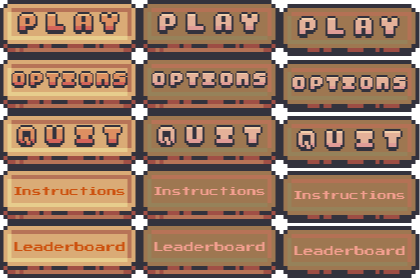 PLAY PLAY PLAY
OPTIONS OPTIONS OPTIONS
QUIT QUIT QUIT
Instructions Instructions Instructions
Leaderboard Leaderboard Leaderboard